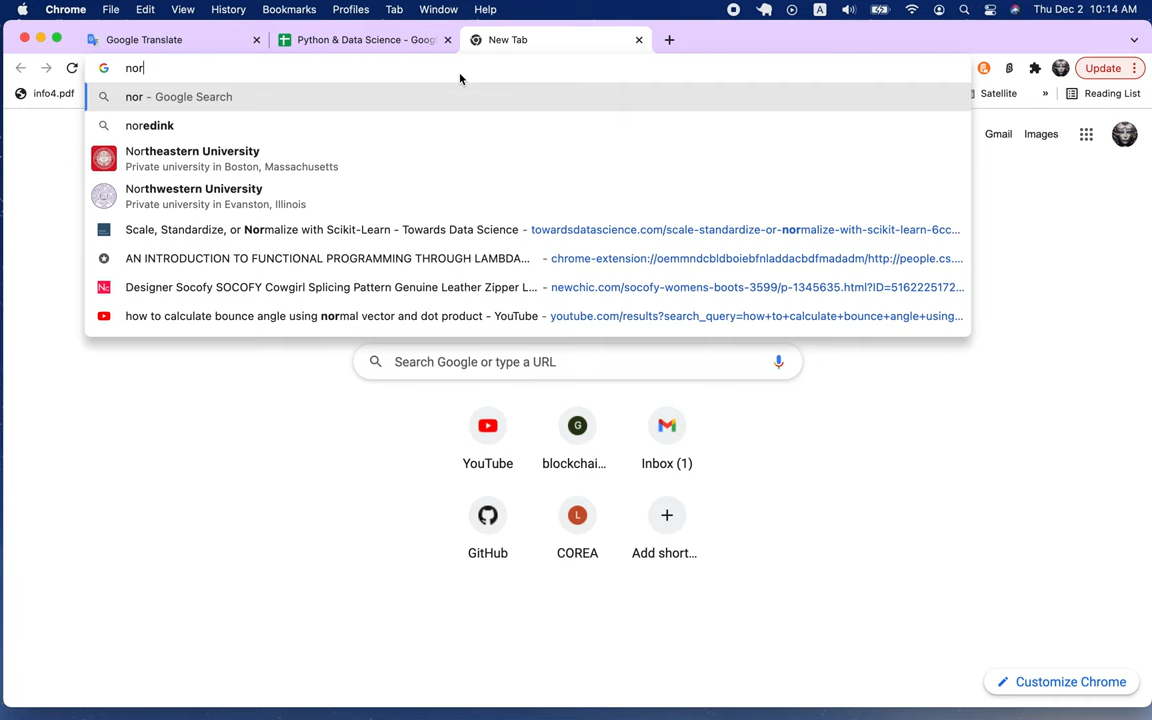 Chrome File Edit View History Bookmarks Profiles Tab Window Help A Thu Dec 2 10:14 AM
Google Translate Python & Data Science - Goog New Tab
nor Update
info4.pdf Satellite » Reading List
nor - Google Search
noredink
Northeastern University
Private university in Boston, Massachusetts
Gmail Images
Northwestern University
Private university in Evanston, Illinois
Scale, Standardize, or Normalize with Scikit-Learn - Towards Data Science - towardsdatascience.com/scale-standardize-or-normalize-with-scikit-learn-6cc...
AN INTRODUCTION TO FUNCTIONAL PROGRAMMING THROUGH LAMBDA... - chrome-extension://oemmndcbldboiebfnladdacbdfmadadm/http://people.cs....
NC Designer Socofy SOCOFY Cowgirl Splicing Pattern Genuine Leather Zipper L... - newchic.com/socofy-womens-boots-3599/p-1345635.html?ID=5162225172...
how to calculate bounce angle using normal vector and dot product - YouTube - youtube.com/results?search_query=how+to+calculate+bounce+angle+using...
Search Google or type a URL
G
YouTube blockchai... Inbox (1)
L
GitHub COREA Add short...
Customize Chrome